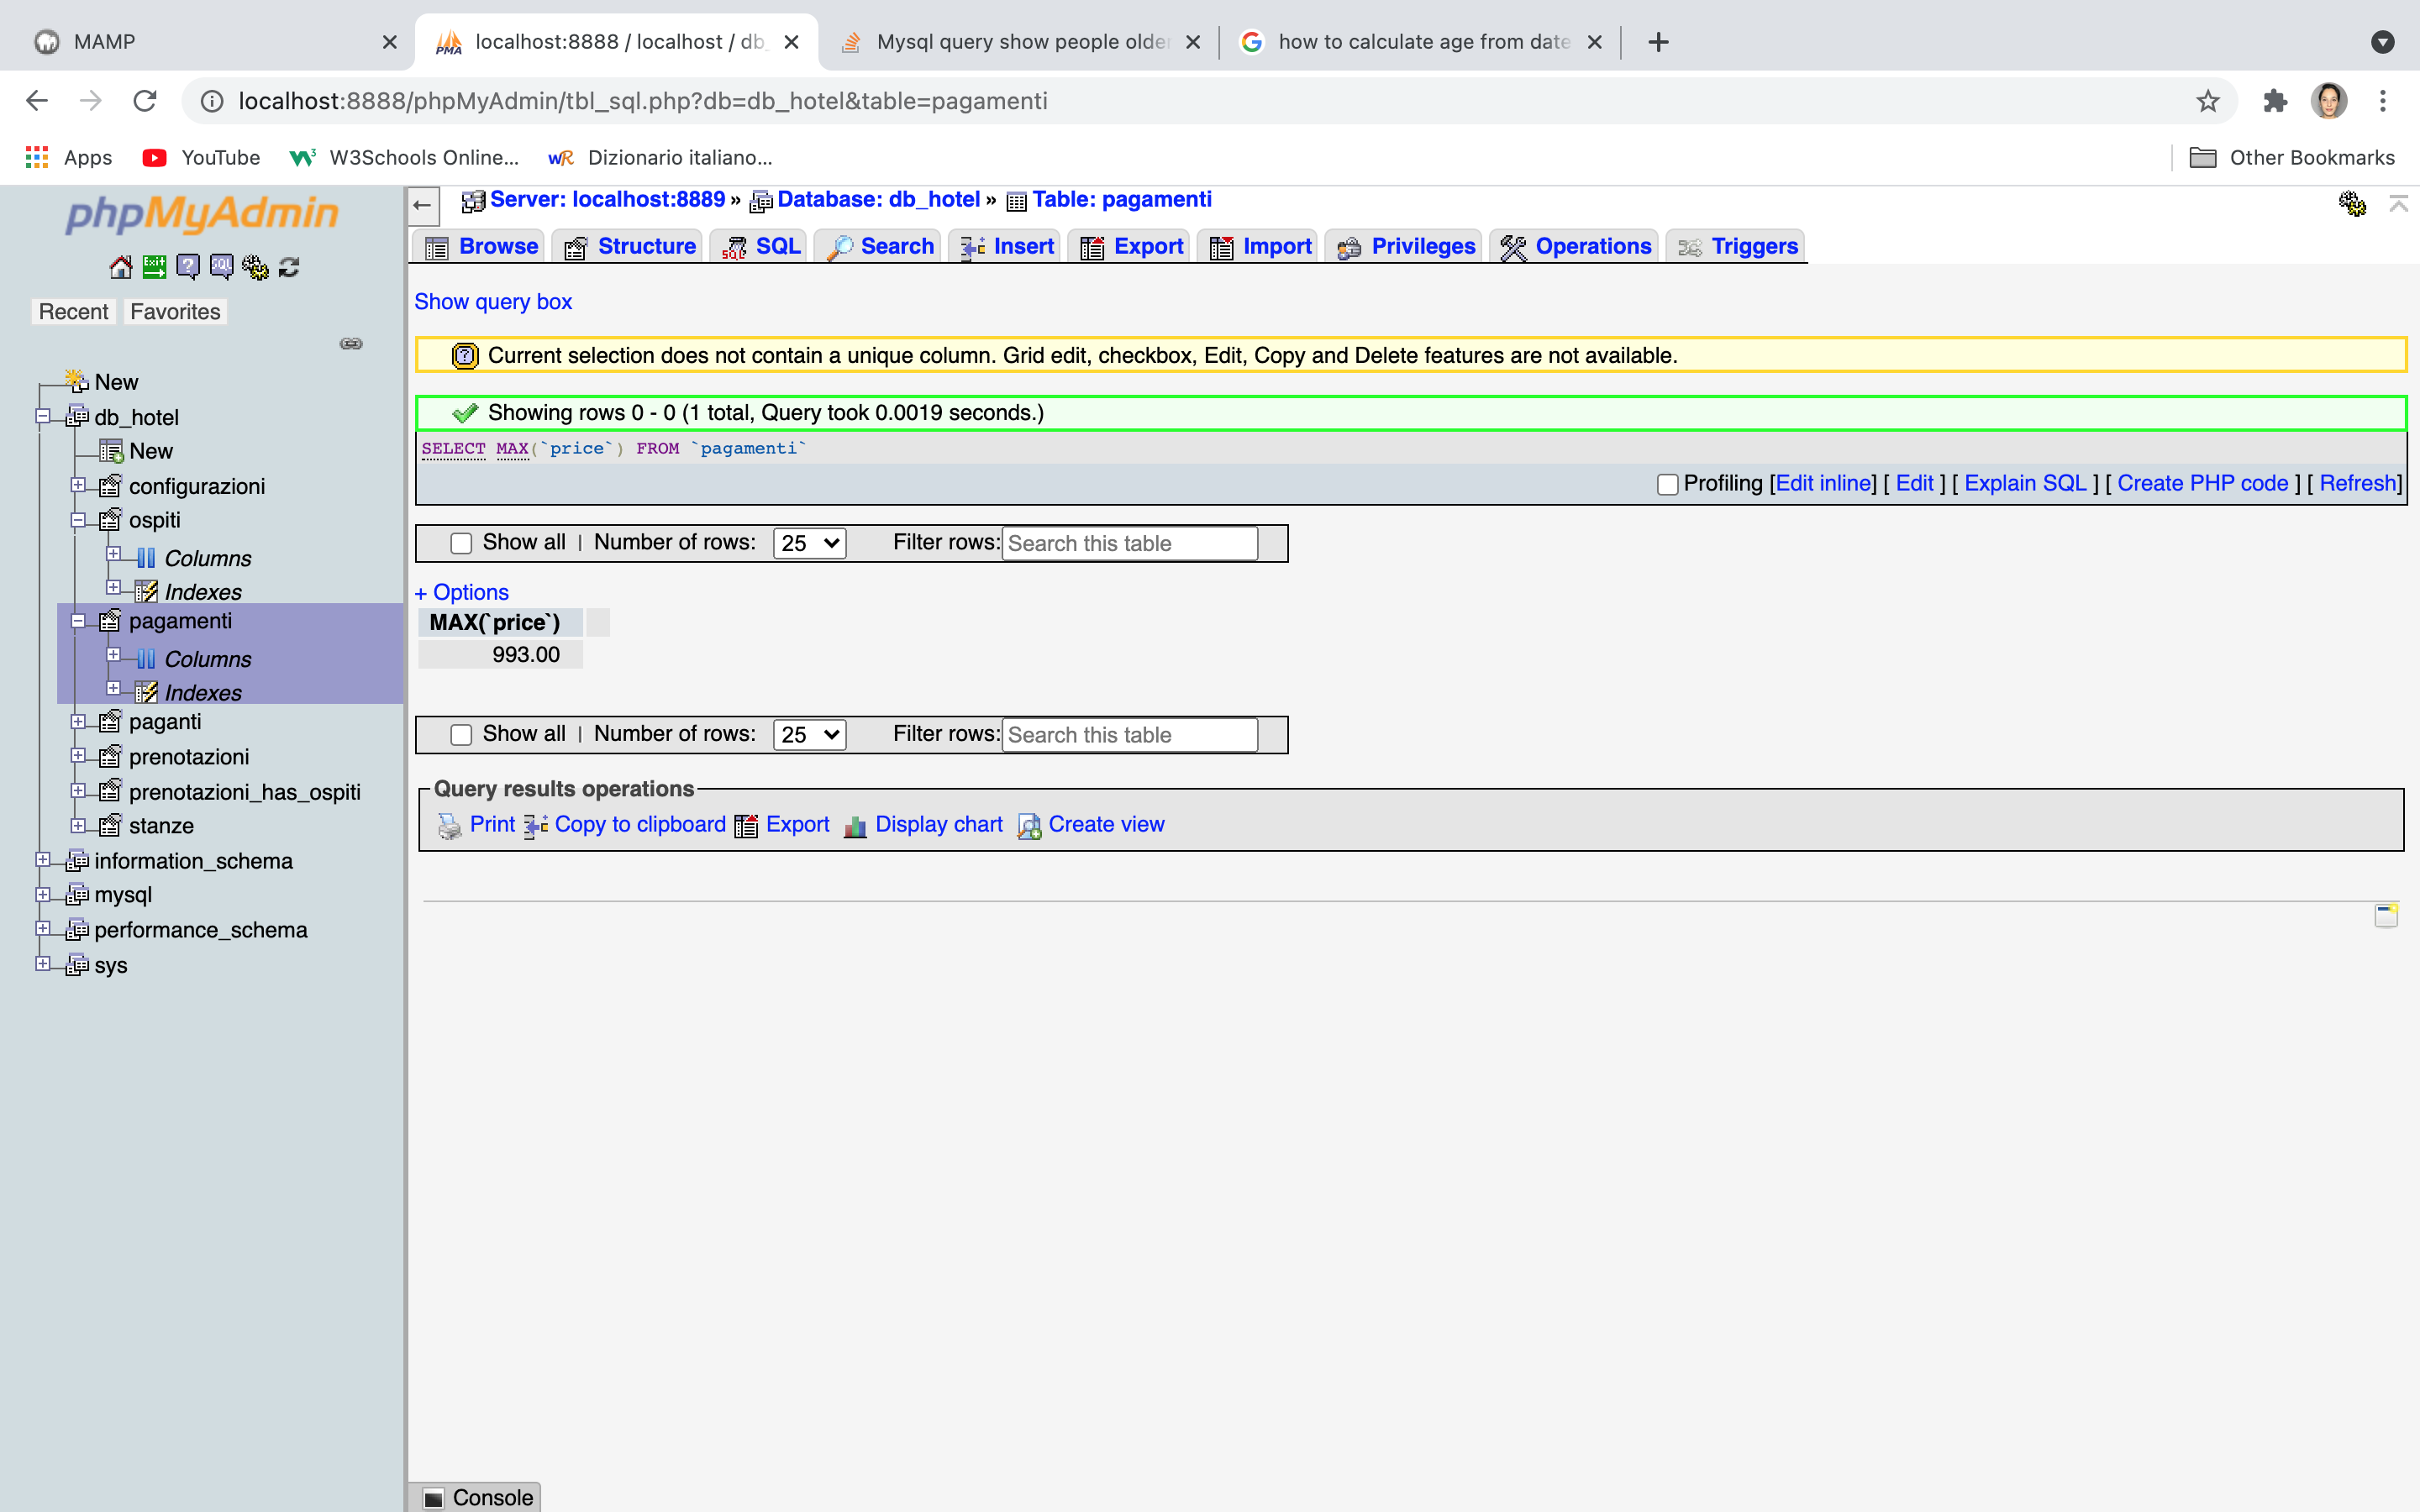 MAMP
localhost:8888 / localhost / db_
Mysql query show people older
how to calculate age from date
localhost:8888/phpMyAdmin/tbl_sql.php?db=db_hotel&table=pagamenti
Apps
YouTube
W3Schools Online...
Dizionario italiano...
Other Bookmarks
phpMyAdmin
Recent
Favorites
New
db_hotel
New
configurazioni
ospiti
Columns
Indexes
pagamenti
Columns
Indexes
paganti
prenotazioni
prenotazioni_has_ospiti
stanze
information_schema
mysql
performance_schema
sys
Server: localhost:8889 » Database: db_hotel » Table: pagamenti
Browse Structure SQL Search Insert Export Import Privileges Operations Triggers
Show query box
Current selection does not contain a unique column. Grid edit, checkbox, Edit, Copy and Delete features are not available.
Showing rows 0 - 0 (1 total, Query took 0.0019 seconds.)
SELECT MAX(`price`) FROM `pagamenti`
Profiling [Edit inline] [ Edit ] [ Explain SQL ] [ Create PHP code ] [ Refresh]
Show all | Number of rows: 25 Filter rows: Search this table
+ Options
MAX(`price`)
993.00
Show all | Number of rows: 25 Filter rows: Search this table
Query results operations
Print Copy to clipboard Export Display chart Create view
Console